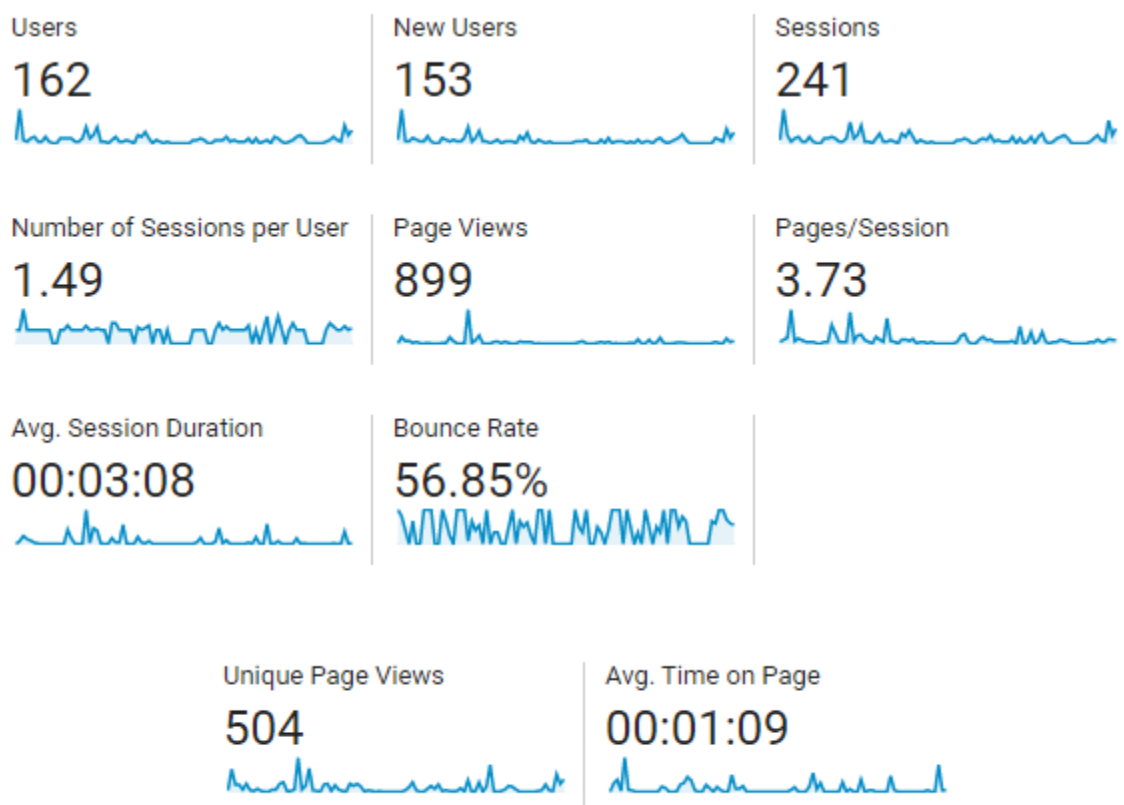 Users
New Users
Sessions
162
153
241
Number of Sessions per User
Page Views
Pages/Session
1.49
899
3.73
Avg. Session Duration
Bounce Rate
00:03:08
56.85%
Unique Page Views
Avg. Time on Page
504
00:01:09